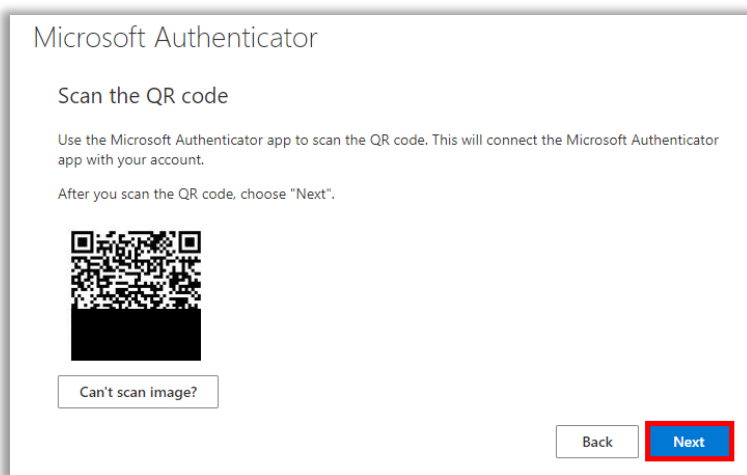 Microsoft Authenticator
Scan the QR code
Use the Microsoft Authenticator app to scan the QR code. This will connect the Microsoft Authenticator
app with your account.
After you scan the QR code, choose "Next".
Can't scan image?
Back
Next